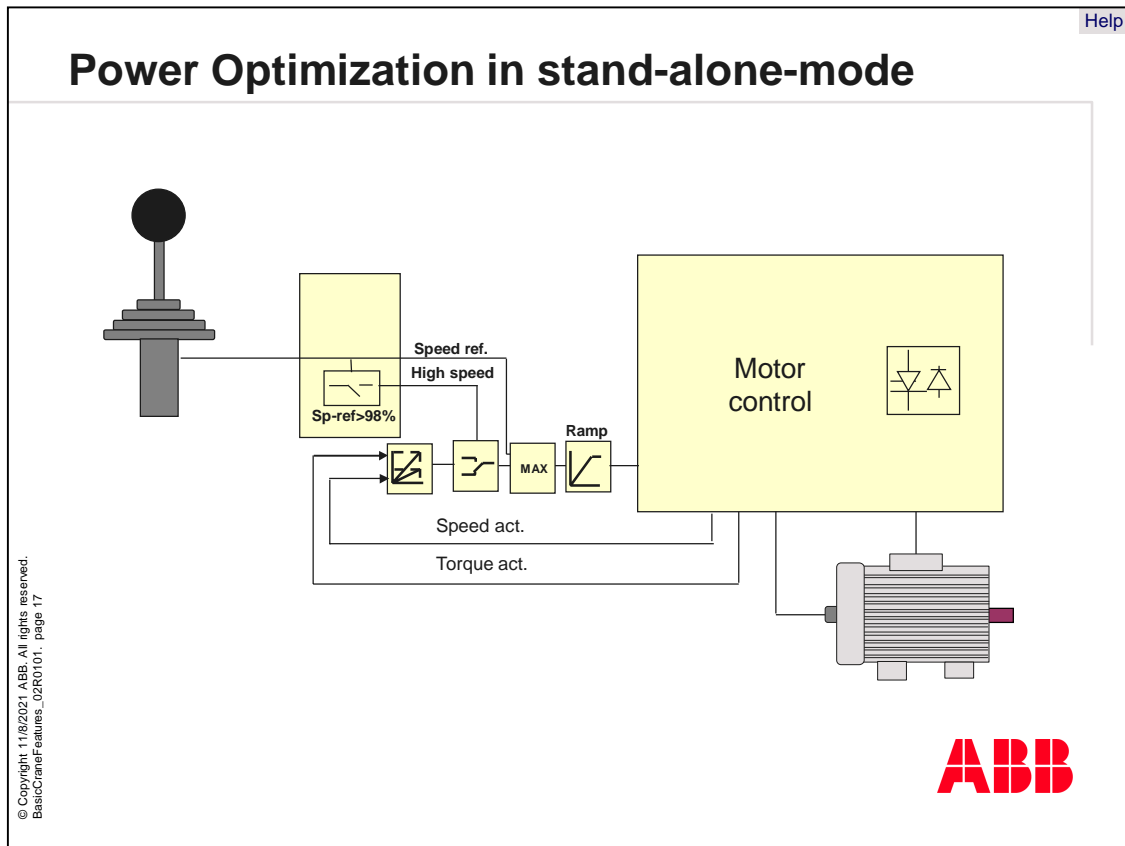 Help
Power Optimization in stand-alone-mode
Speed ref.
High speed
Sp-ref>98%
Ramp
MAX
Motor
control
Speed act.
Torque act.
© Copyright 11/8/2021 ABB. All rights reserved.
BasicCraneFeatures_02R0101. page 17
ABB